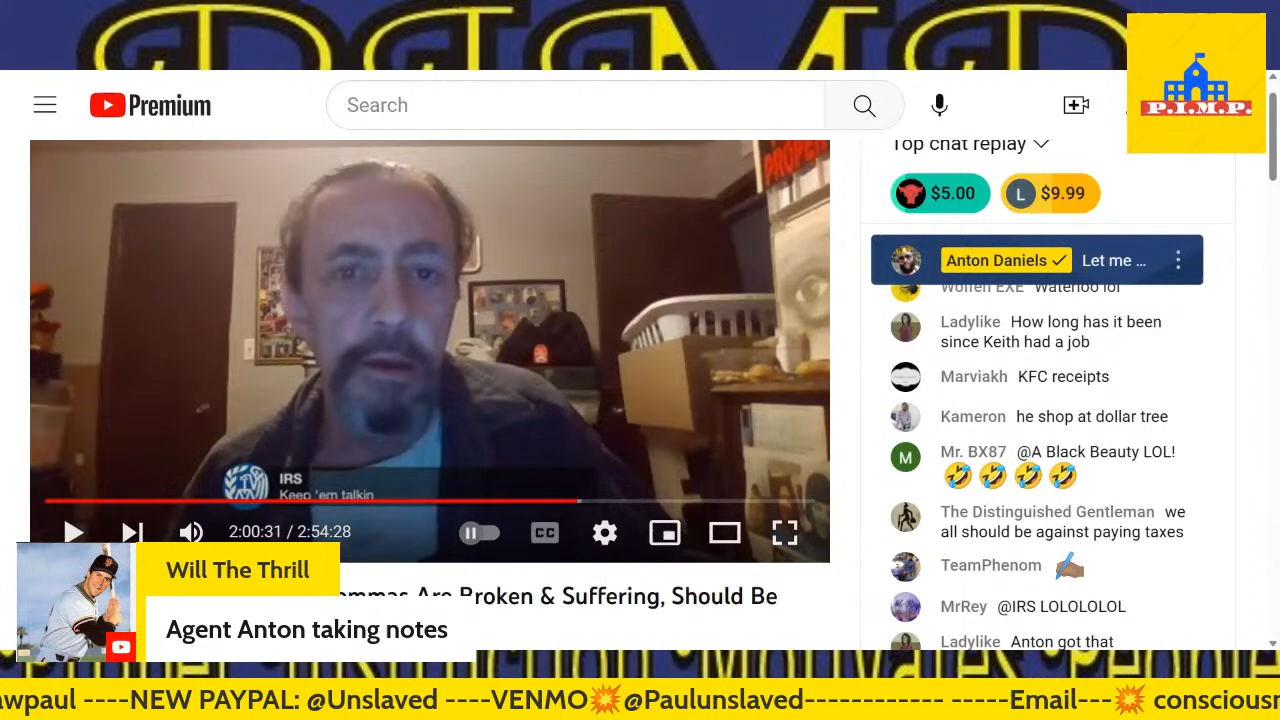 P.I.M.P.
Premium
Search
Top chat replay
$5.00
L $9.99
Anton Daniels Let me ...
Wolfen EXE Waterloo lol
Ladylike How long has it been
since Keith had a job
Marviakh KFC receipts
Kameron he shop at dollar tree
M Mr. BX87 @A Black Beauty LOL!
🤣 🤣 🤣 🤣
The Distinguished Gentleman we
all should be against paying taxes
TeamPhenom ✍🏽
MrRey @IRS LOLOLOLOL
Ladylike Anton got that
IRS
Keep 'em talkin
2:00:31 / 2:54:28
CC
Broken & Suffering, Should Be
Will The Thrill
Agent Anton taking notes
awpaul ----NEW PAYPAL: @Unslaved ----VENMO💥@Paulunslaved------------ -----Email---💥